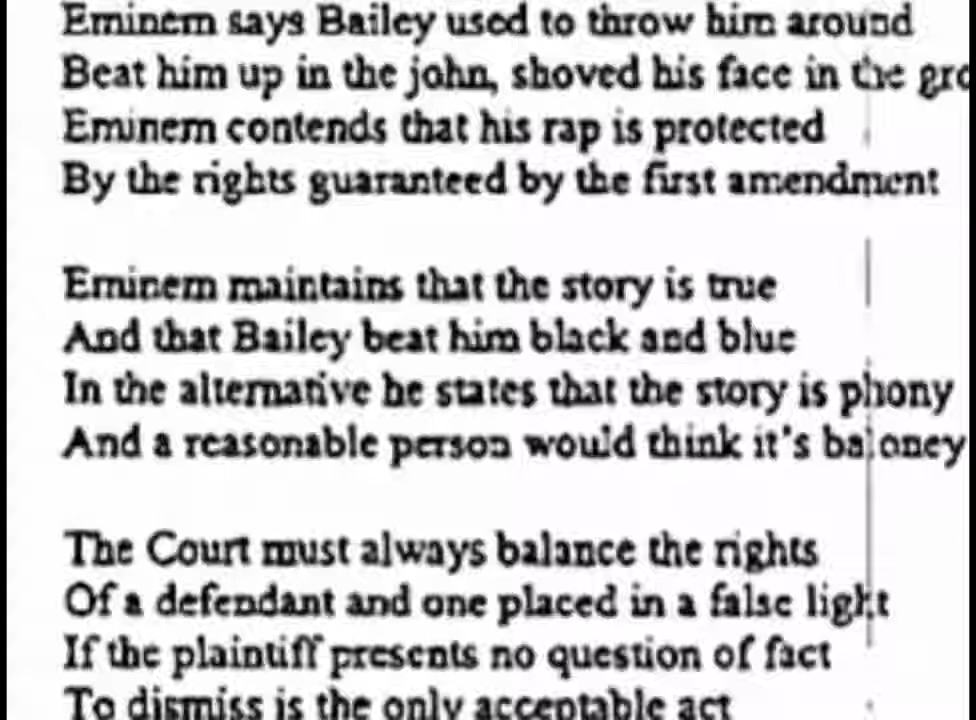 Eminem says Bailey used to throw him around
Beat him up in the john, shoved his face in the
Eminem contends that his rap is protected
By the rights guaranteed by the first amendment
Eminem maintains that the story is true
And that Bailey beat him black and blue
In the alternative he states that the story is phony
And a reasonable person would think it's baloney
The Court must always balance the rights
Of a defendant and one placed in a false light
If the plaintiff presents no question of fact
To dismiss is the only acceptable act